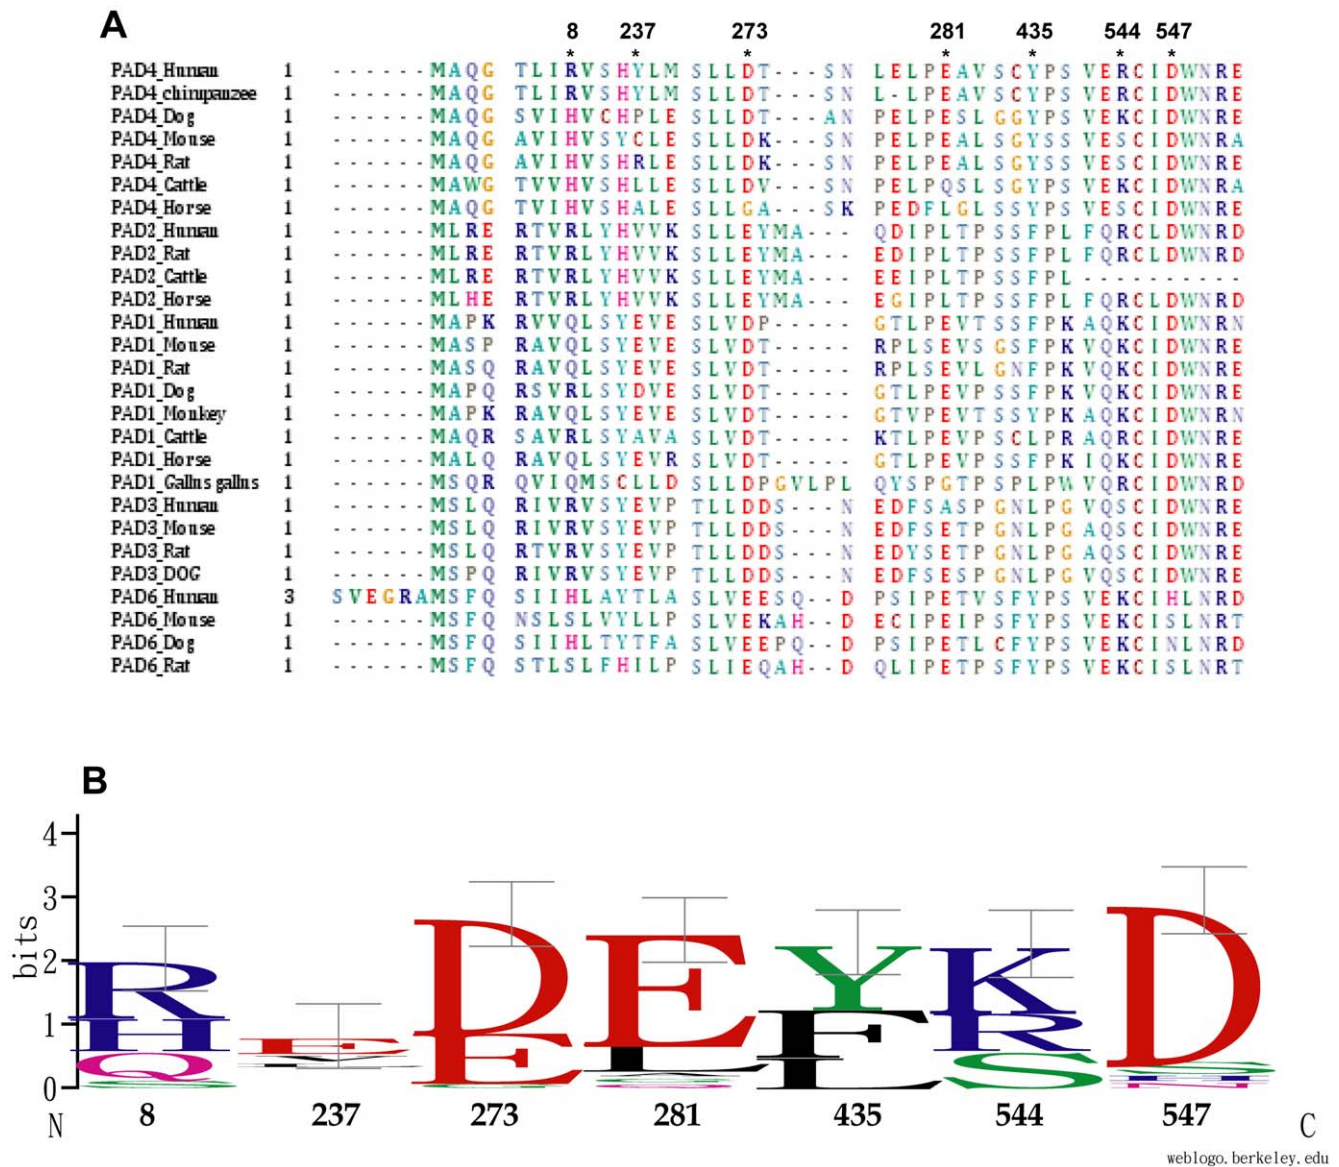 A
8 237 273 281 435 544 547
* * * * * * *
PAD4_Human 1 ------MAQG TLIRVSHYLM SLLDT---SN LELPEAVSCYPS VERCIDWNRE
PAD4_chimpanzee 1 ------MAQG TLIRVSHYLM SLLDT---SN L-LPEAVSCYPS VERCIDWNRE
PAD4_Dog 1 ------MAQG SVIHVCHPLE SLLDT---AN PELPESLGGYPS VEKCIDWNRE
PAD4_Mouse 1 ------MAQG AVIHVSYCLE SLLDK---SN PELPEALSGYSS VESCIDWNRA
PAD4_Rat 1 ------MAQG AVIHVSHRLE SLLDK---SN PELPEALSGYSS VESCIDWNRE
PAD4_Cattle 1 ------MAWG TVVHVSHLLE SLLDV---SN PELPQSLSGYPS VEKCIDWNRA
PAD4_Horse 1 ------MAQG TVIHVSHALE SLLGA---SK PEDFLGLSSYPS VESCIDWNRE
PAD2_Human 1 ------MLRE RTVRLYHVVK SLLEYMA--- QDIPLTPSSFPL FQRCLDWNRD
PAD2_Rat 1 ------MLRE RTVRLYHVVK SLLEYMA--- EDIPLTPSSFPL FQRCLDWNRD
PAD2_Cattle 1 ------MLRE RTVRLYHVVK SLLEYMA--- EEIPLTPSSFPL ----------
PAD2_Horse 1 ------MLHE RTVRLYHVVK SLLEYMA--- EGIPLTPSSFPL FQRCLDWNRD
PAD1_Human 1 ------MAPK RVVQLSYEVE SLVDP----- GTLPEVTSSFPK AQKCIDWNRN
PAD1_Mouse 1 ------MASP RAVQLSYEVE SLVDT----- RPLSEVSGSFPK VQKCIDWNRE
PAD1_Rat 1 ------MASQ RAVQLSYEVE SLVDT----- RPLSEVLGNFPK VQKCIDWNRE
PAD1_Dog 1 ------MAPQ RSVRLSYDVE SLVDT----- GTLPEVPSSFPK VQKCIDWNRE
PAD1_Monkey 1 ------MAPK RAVQLSYEVE SLVDT----- GTVPEVTSSYPK AQKCIDWNRN
PAD1_Cattle 1 ------MAQR SAVRLSYAVA SLVDT----- KTLPEVPSCLPR AQRCIDWNRE
PAD1_Horse 1 ------MALQ RAVQLSYEVR SLVDT----- GTLPEVPSSFPK IQKCIDWNRE
PAD1_Gallus gallus 1 ------MSQR QVIQMSCLLD SLLDPGVLPL QYSPGTPSPLPW VQRCIDWNRD
PAD3_Human 1 ------MSLQ RIVRVSYEVP TLLDDS---N EDFSASPGNLPG VQSCIDWNRE
PAD3_Mouse 1 ------MSLQ RIVRVSYEVP TLLDDS---N EDFSETPGNLPG AQSCIDWNRE
PAD3_Rat 1 ------MSLQ RTVRVSYEVP TLLDDS---N EDYSETPGNLPG AQSCIDWNRE
PAD3_DOG 1 ------MSPQ RIVRVSYEVP TLLDDS---N EDFSESPGNLPG VQSCIDWNRE
PAD6_Human 3 SVEGRAMSFQ SIIHLAYTLA SLVEESQ--D PSIPETVSFYPS VEKCIHLNRD
PAD6_Mouse 1 ------MSFQ NSLSLVYLLP SLVEKAH--D ECIPEIPSFYPS VEKCISLNRT
PAD6_Dog 1 ------MSFQ SIIHLTYTFA SLVEEPQ--D PSIPETLCFYPS VEKCINLNRD
PAD6_Rat 1 ------MSFQ STLSLFHILP SLIEQAH--D QLIPETPSFYPS VEKCISLNRT
B
bits
4
3
2
1
0
R H Q S
E V
D E
E L
Y F L
K R S
D S H N
N 8 237 273 281 435 544 547 C
weblogo.berkeley.edu